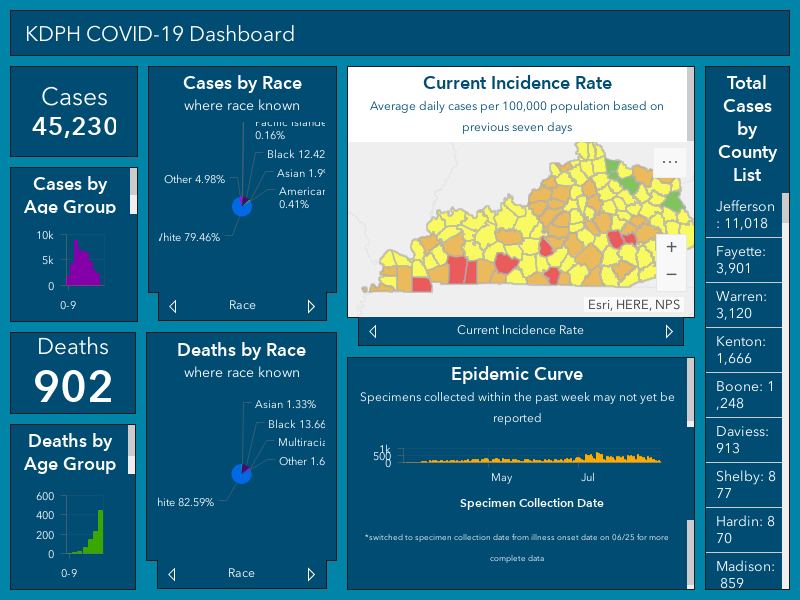 KDPH COVID-19 Dashboard
Cases
45,230
Cases by
Age Group
10k
5k
0
0-9
Deaths
902
Deaths by
Age Group
600
400
200
0
0-9
Cases by Race
where race known
0.16%
Black 12.42
Other 4.98%
Asian 1.9
American
0.41%
White 79.46%
Race
Deaths by Race
where race known
Asian 1.33%
Black 13.66
Multiracia
Other 1.6
hite 82.59%
Race
Current Incidence Rate
Average daily cases per 100,000 population based on
previous seven days
...
+
−
Esri, HERE, NPS
Current Incidence Rate
Epidemic Curve
Specimens collected within the past week may not yet be
reported
1k
500
0
May
Jul
Specimen Collection Date
*switched to specimen collection date from illness onset date on 06/25 for more
complete data
Total
Cases
by
County
List
Jefferson
: 11,018
Fayette:
3,901
Warren:
3,120
Kenton:
1,666
Boone: 1
,248
Daviess:
913
Shelby: 8
77
Hardin: 8
70
Madison:
859